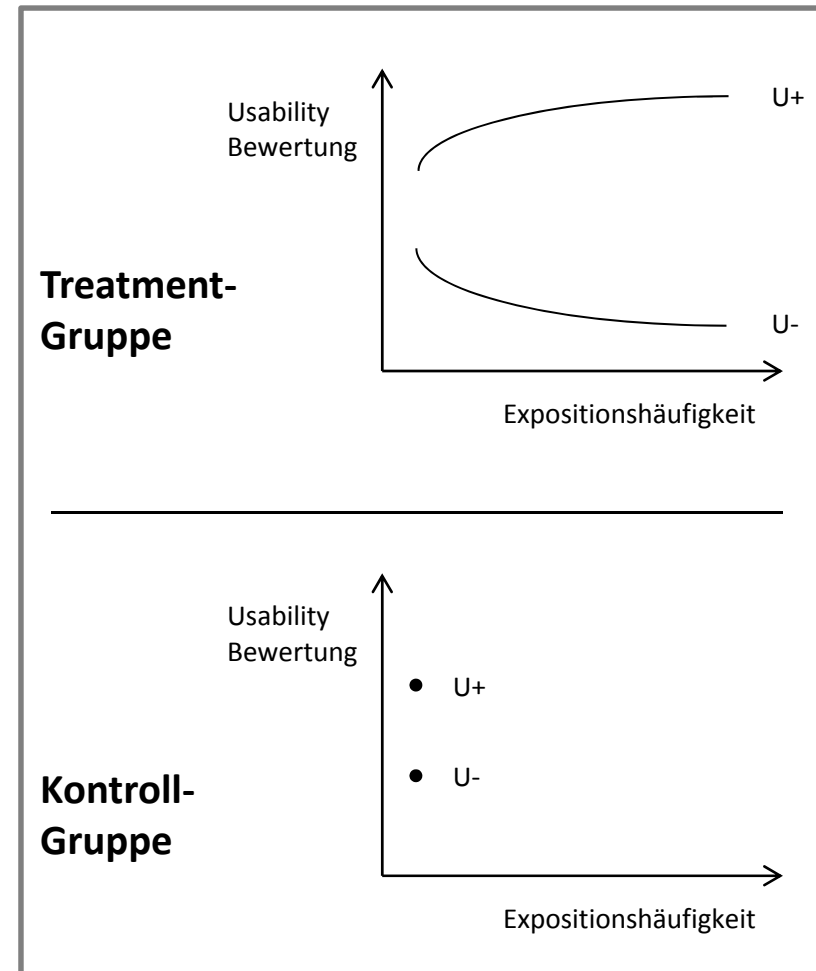 Usability
Bewertung
U+
Treatment-
Gruppe
U-
Expositionshäufigkeit
Usability
Bewertung
U+
U-
Kontroll-
Gruppe
Expositionshäufigkeit